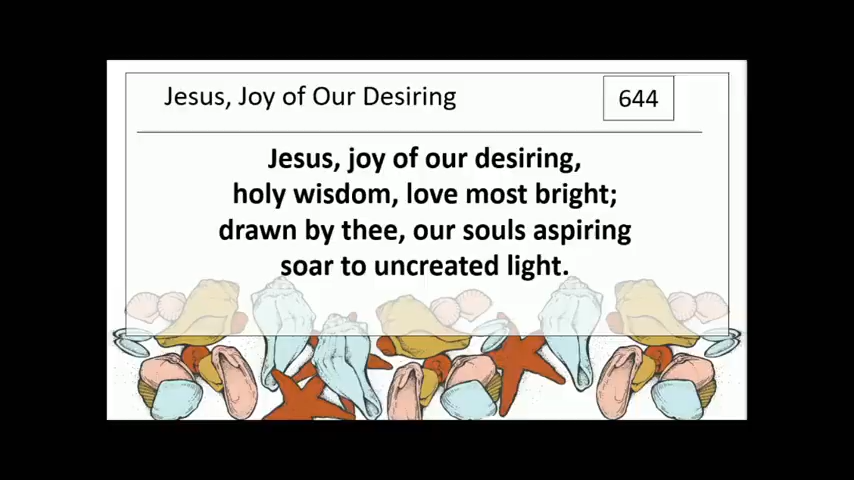 Jesus, Joy of Our Desiring
644
Jesus, joy of our desiring,
holy wisdom, love most bright;
drawn by thee, our souls aspiring
soar to uncreated light.